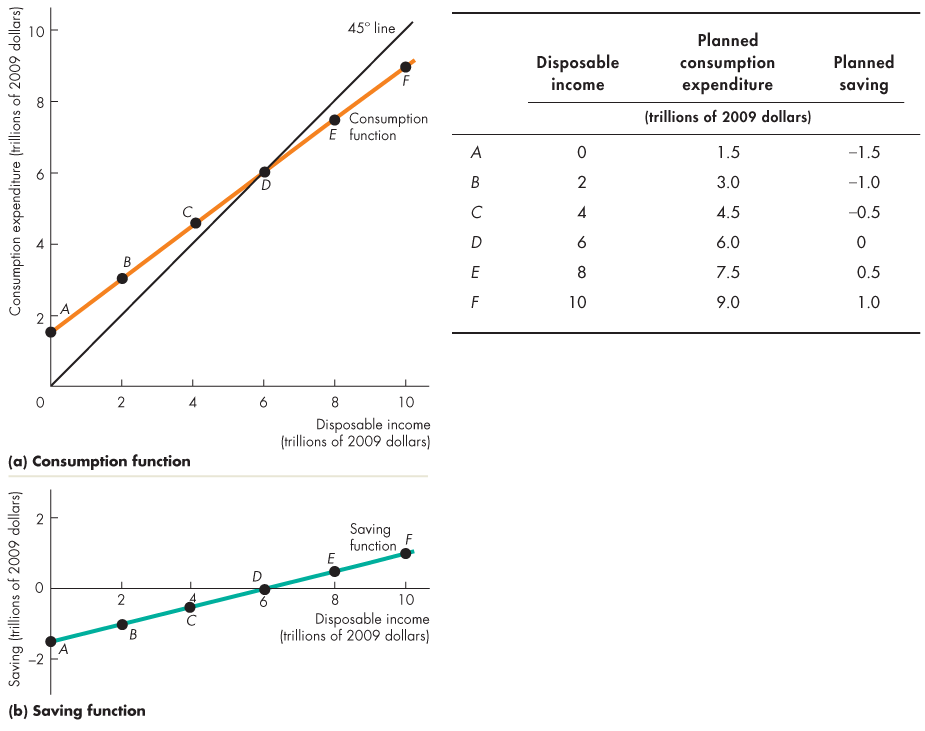 Consumption expenditure (trillions of 2009 dollars)
10
8
6
4
2
0
2
4
6
8
10
45° line
Consumption
function
A
B
C
D
E
F
Disposable income
(trillions of 2009 dollars)
(a) Consumption function
Saving (trillions of 2009 dollars)
2
0
–2
2
4
6
8
10
Saving
function
A
B
C
D
E
F
Disposable income
(trillions of 2009 dollars)
(b) Saving function
Disposable income
Planned consumption expenditure
Planned saving
(trillions of 2009 dollars)
A 0 1.5 –1.5
B 2 3.0 –1.0
C 4 4.5 –0.5
D 6 6.0 0
E 8 7.5 0.5
F 10 9.0 1.0